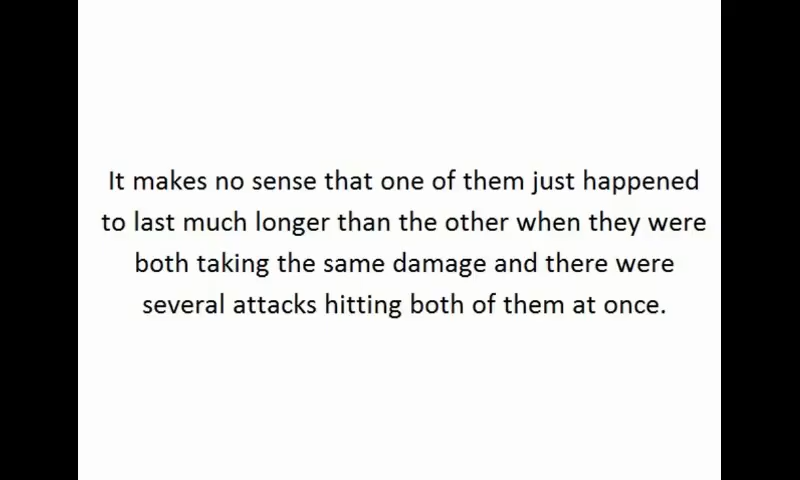 It makes no sense that one of them just happened
to last much longer than the other when they were
both taking the same damage and there were
several attacks hitting both of them at once.